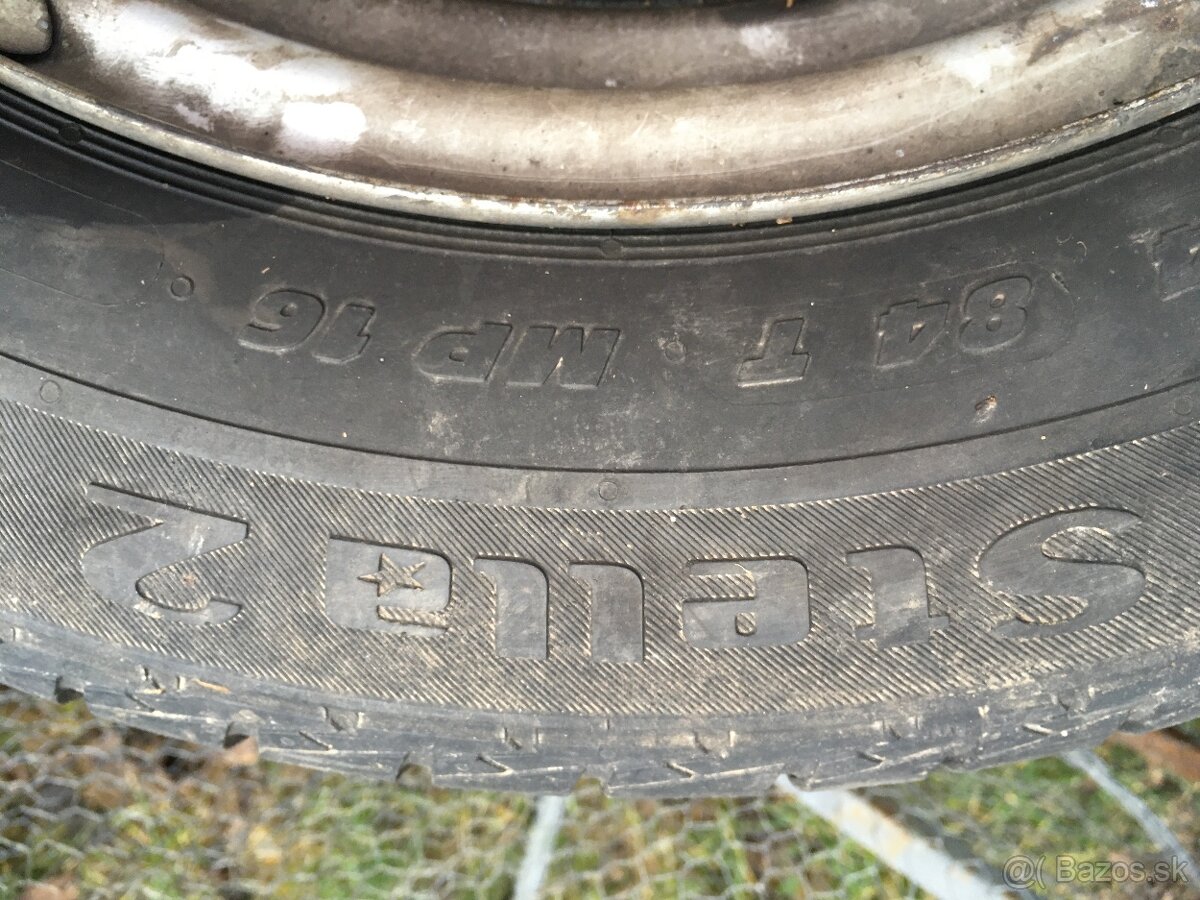 84 T MP 16
Stella 2
@( Bazos.sk